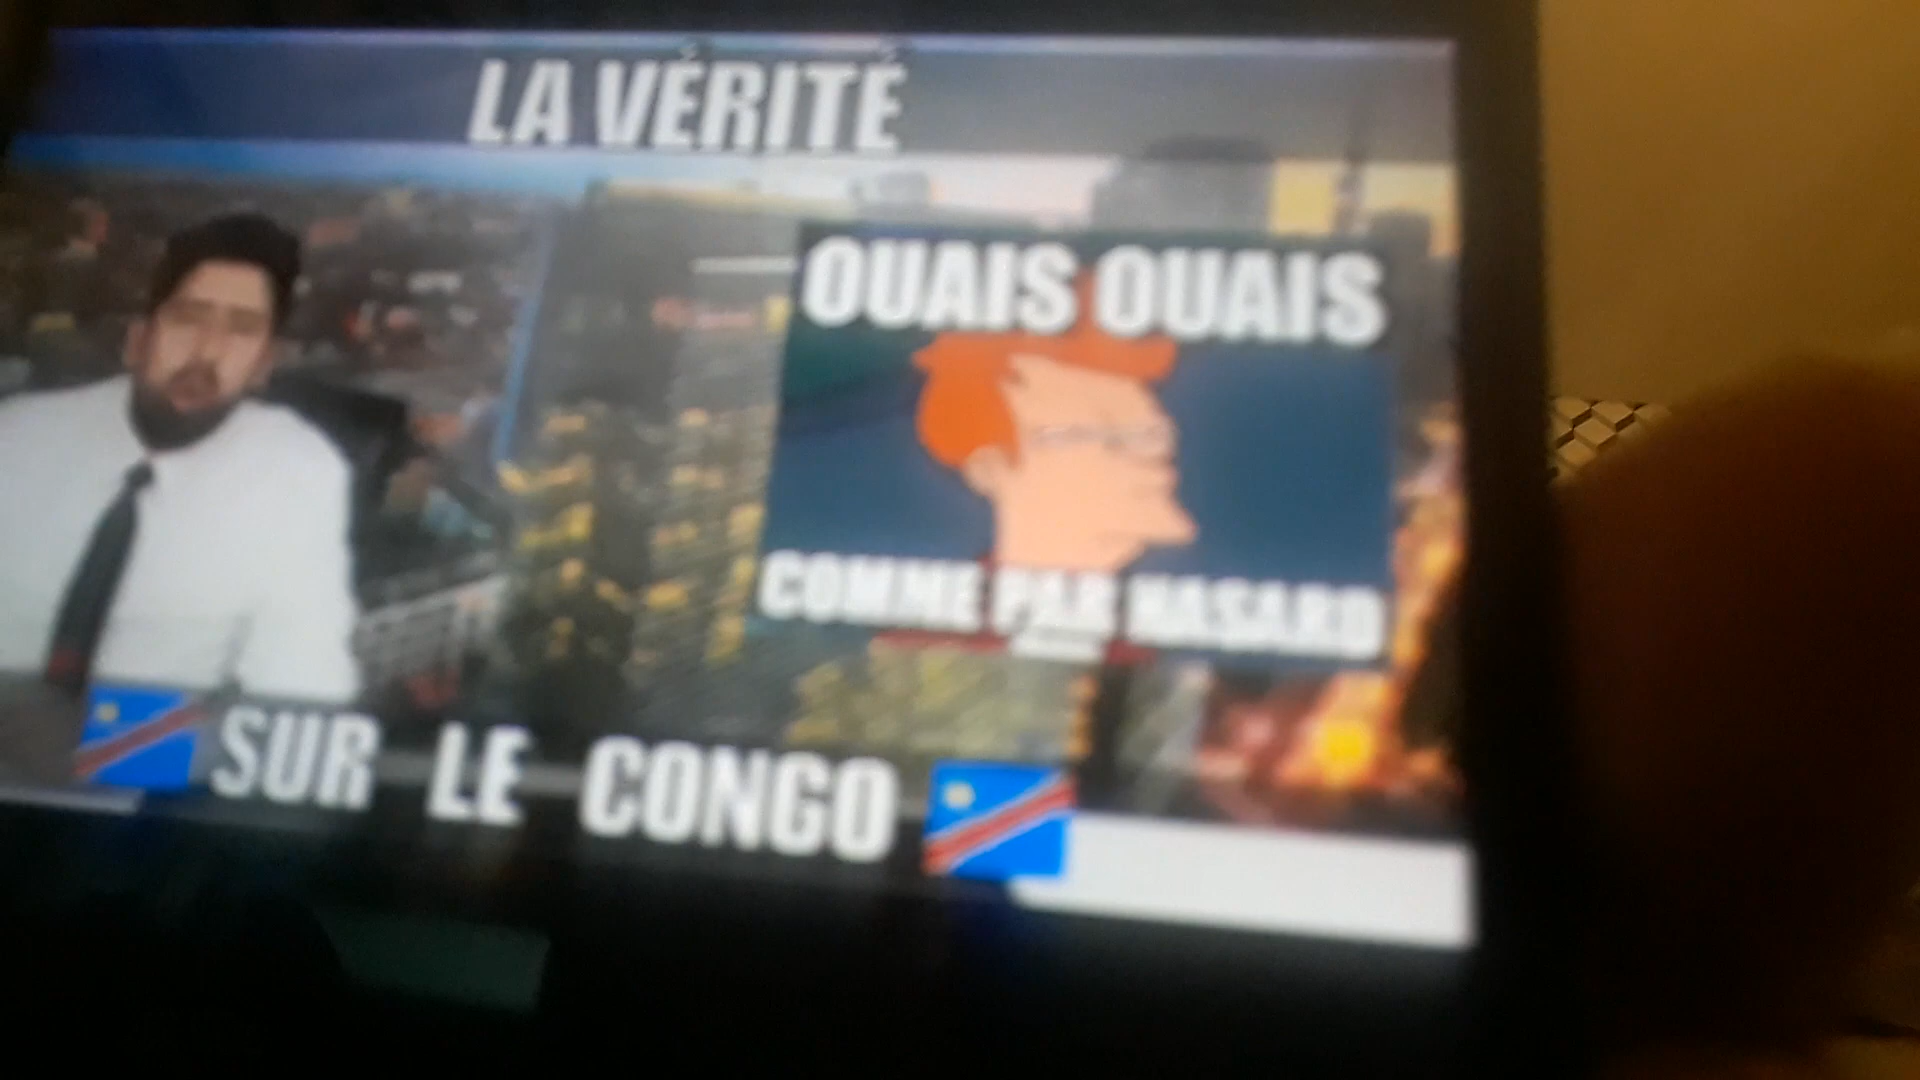 LA VÉRITÉ
OUAIS OUAIS
COMME PAR HASARD
SUR LE CONGO